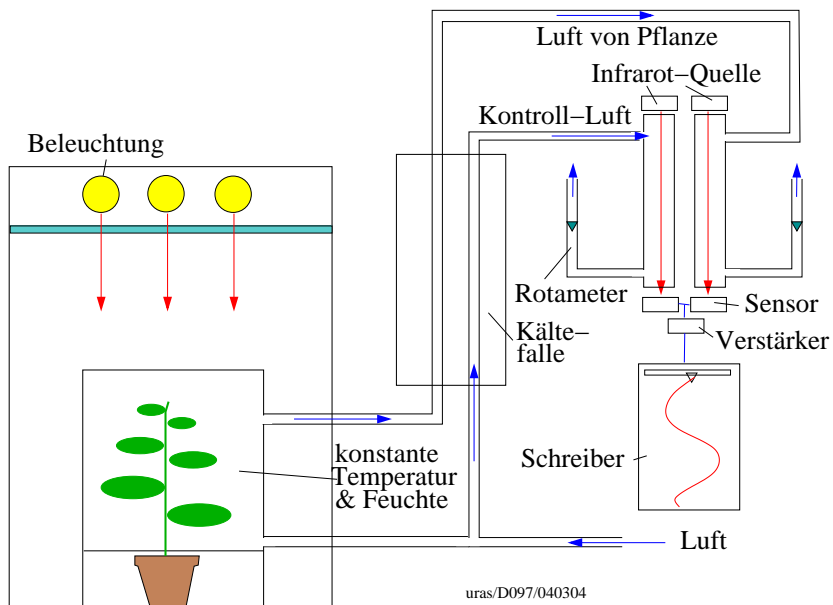 Luft von Pflanze
Infrarot–Quelle
Kontroll–Luft
Beleuchtung
Rotameter
Sensor
Verstärker
Kälte–
falle
konstante
Temperatur
& Feuchte
Schreiber
Luft
uras/D097/040304